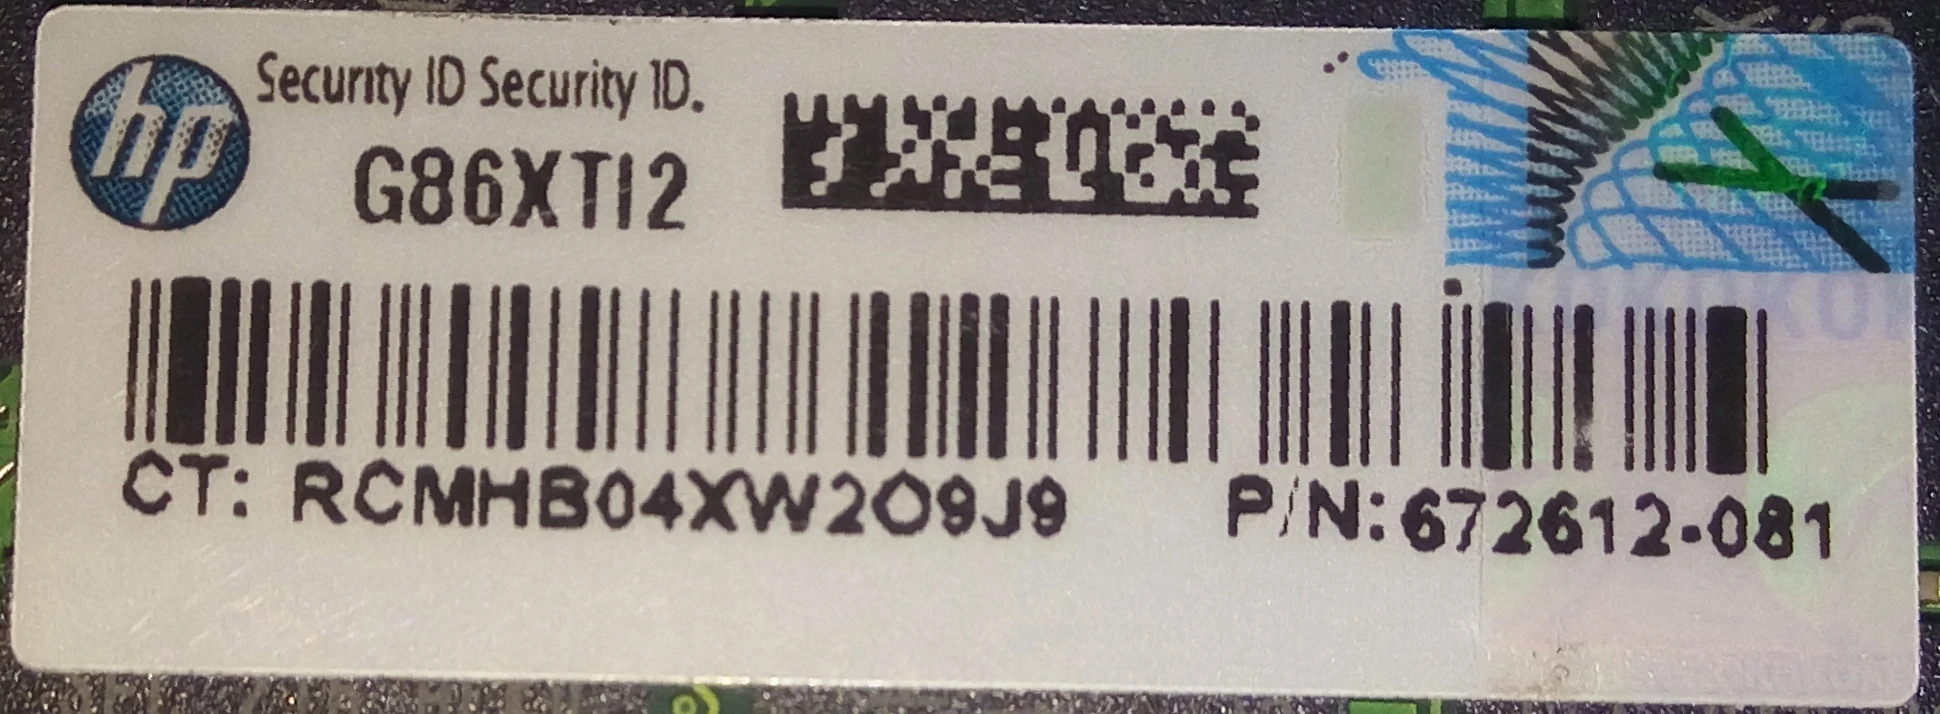 hp
Security ID Security ID.
G86XTI2
CT: RCMHB04XW2O9J9
P/N:672612-081